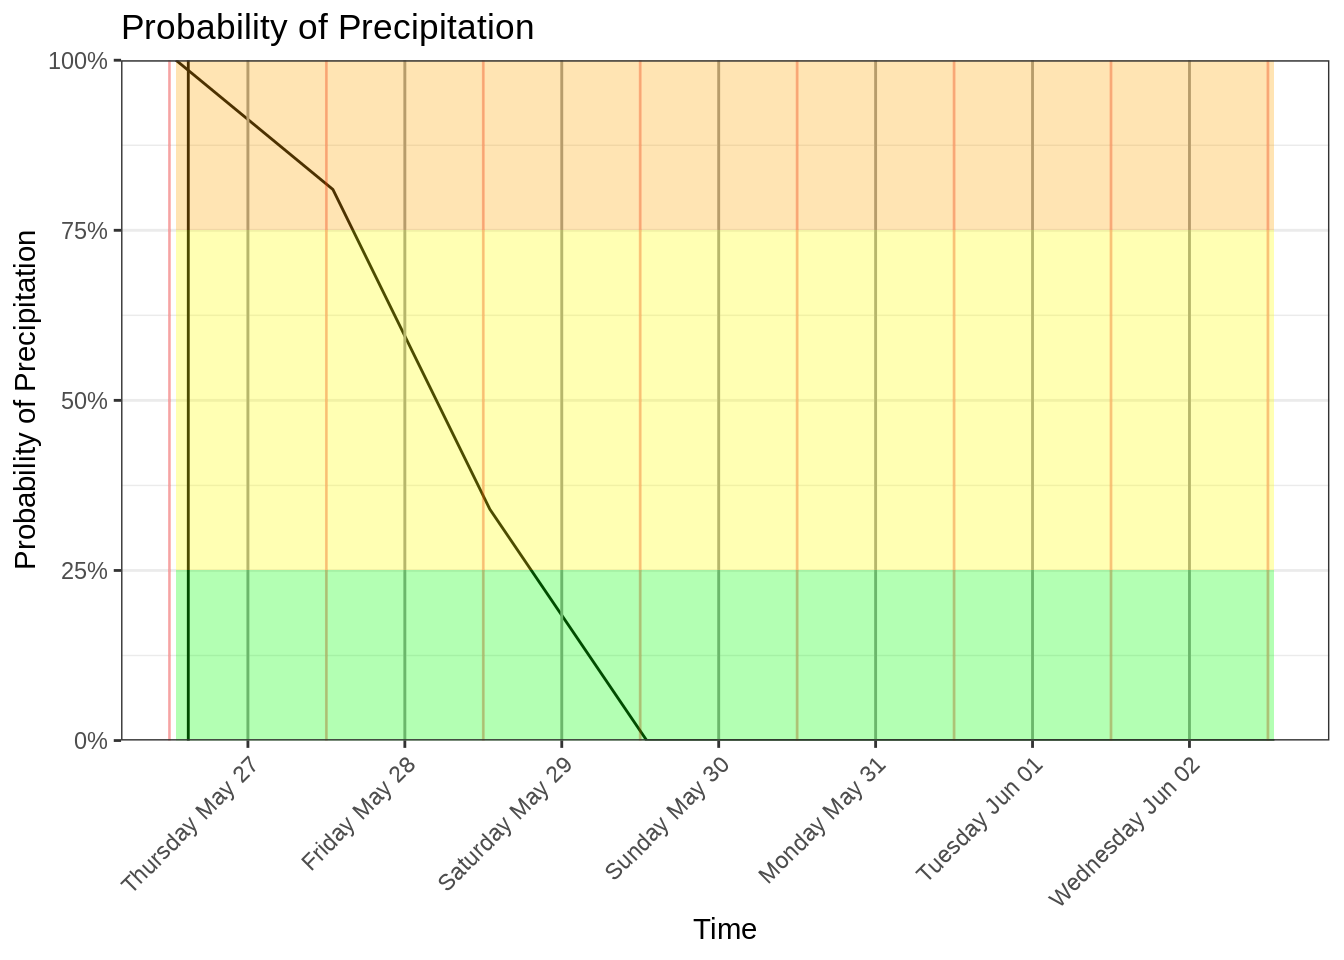 Probability of Precipitation
Probability of Precipitation
100%
75%
50%
25%
0%
Thursday May 27
Friday May 28
Saturday May 29
Sunday May 30
Monday May 31
Tuesday Jun 01
Wednesday Jun 02
Time